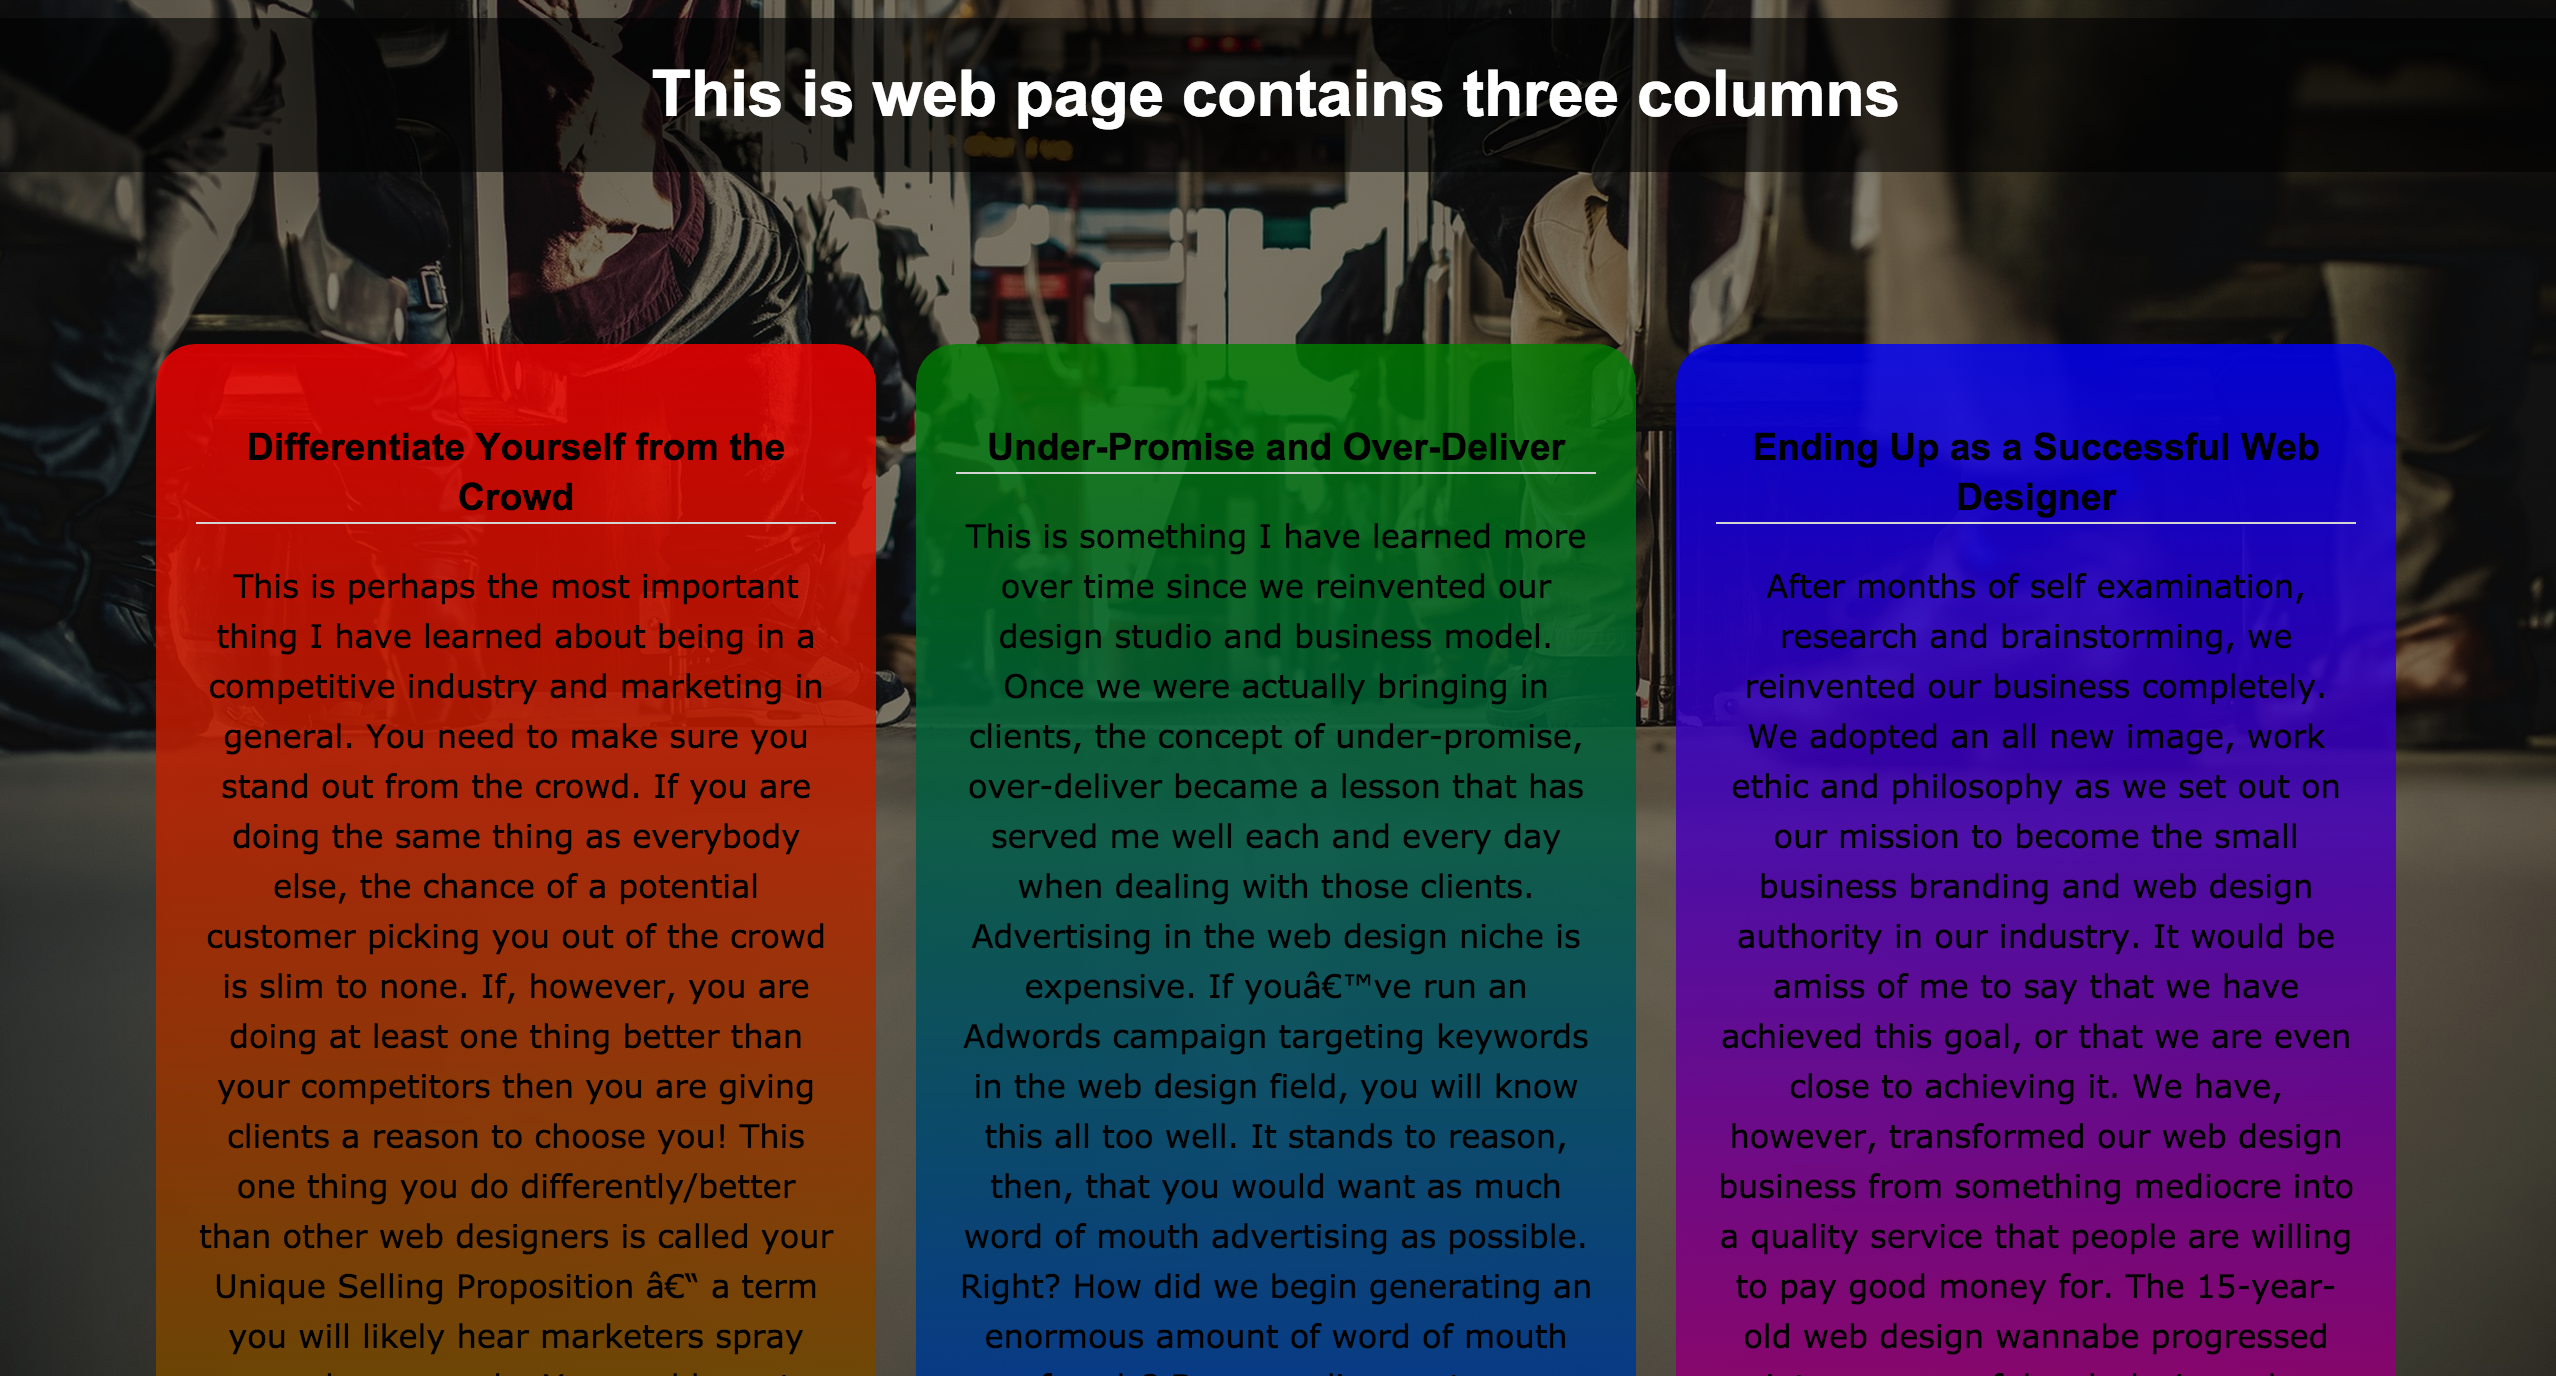 This is web page contains three columns
Differentiate Yourself from the
Crowd
This is perhaps the most important
thing I have learned about being in a
competitive industry and marketing in
general. You need to make sure you
stand out from the crowd. If you are
doing the same thing as everybody
else, the chance of a potential
customer picking you out of the crowd
is slim to none. If, however, you are
doing at least one thing better than
your competitors then you are giving
clients a reason to choose you! This
one thing you do differently/better
than other web designers is called your
Unique Selling Proposition â€“ a term
you will likely hear marketers spray
Under-Promise and Over-Deliver
This is something I have learned more
over time since we reinvented our
design studio and business model.
Once we were actually bringing in
clients, the concept of under-promise,
over-deliver became a lesson that has
served me well each and every day
when dealing with those clients.
Advertising in the web design niche is
expensive. If youâ€™ve run an
Adwords campaign targeting keywords
in the web design field, you will know
this all too well. It stands to reason,
then, that you would want as much
word of mouth advertising as possible.
Right? How did we begin generating an
enormous amount of word of mouth
Ending Up as a Successful Web
Designer
After months of self examination,
research and brainstorming, we
reinvented our business completely.
We adopted an all new image, work
ethic and philosophy as we set out on
our mission to become the small
business branding and web design
authority in our industry. It would be
amiss of me to say that we have
achieved this goal, or that we are even
close to achieving it. We have,
however, transformed our web design
business from something mediocre into
a quality service that people are willing
to pay good money for. The 15-year-
old web design wannabe progressed